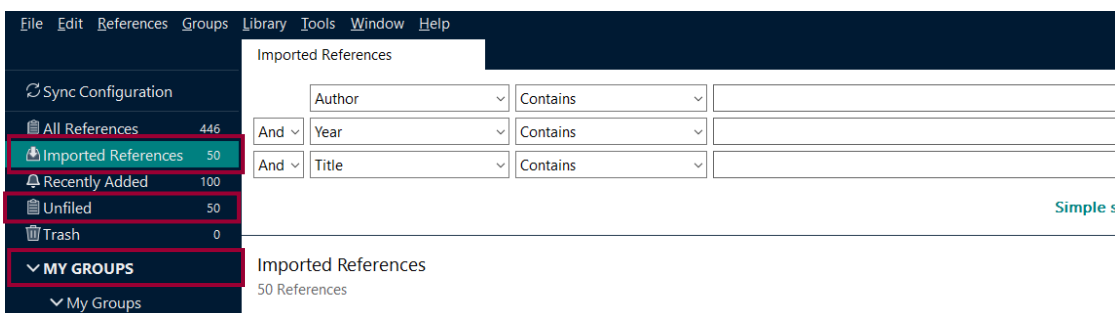 File Edit References Groups Library Tools Window Help
Imported References
Sync Configuration
All References 446
Imported References 50
Recently Added 100
Unfiled 50
Trash 0
MY GROUPS
My Groups
Author Contains
And Year Contains
And Title Contains
Simple s
Imported References
50 References